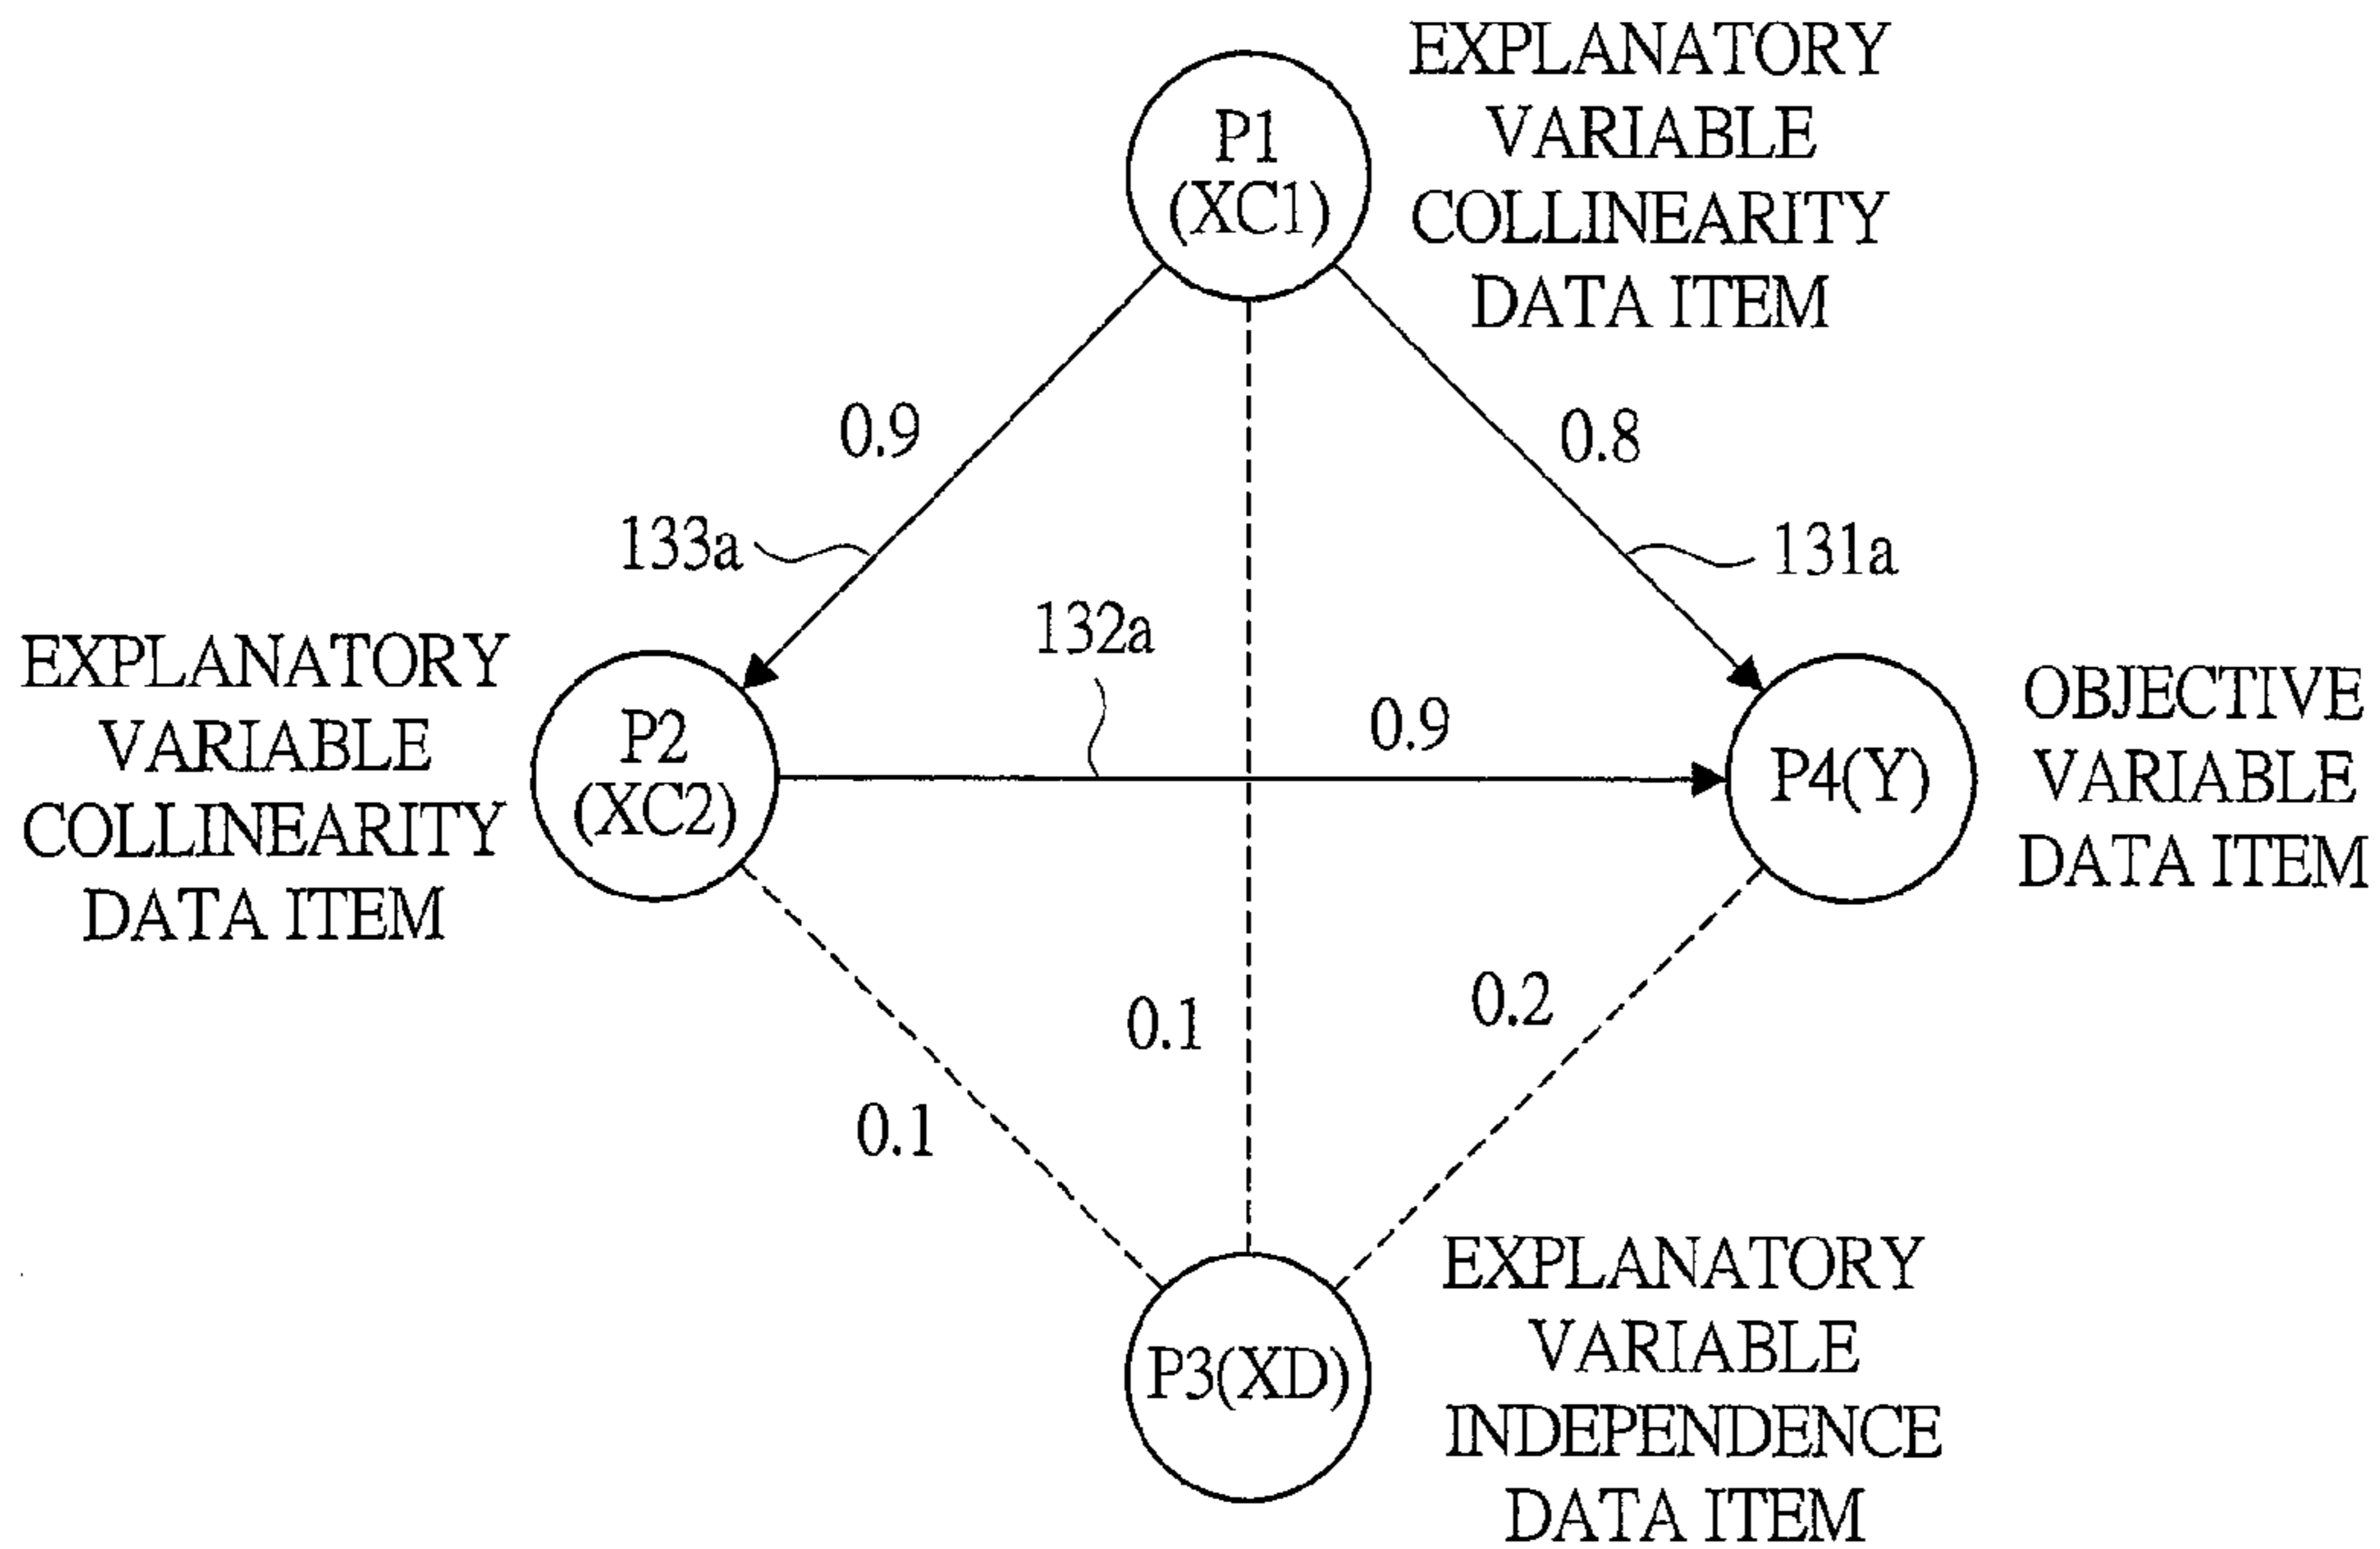 P1
(XC1)
EXPLANATORY
VARIABLE
COLLINEARITY
DATA ITEM
0.9
0.8
133a
131a
132a
EXPLANATORY
VARIABLE
COLLINEARITY
DATA ITEM
P2
(XC2)
0.9
P4(Y)
OBJECTIVE
VARIABLE
DATA ITEM
0.1
0.1
0.2
P3(XD)
EXPLANATORY
VARIABLE
INDEPENDENCE
DATA ITEM